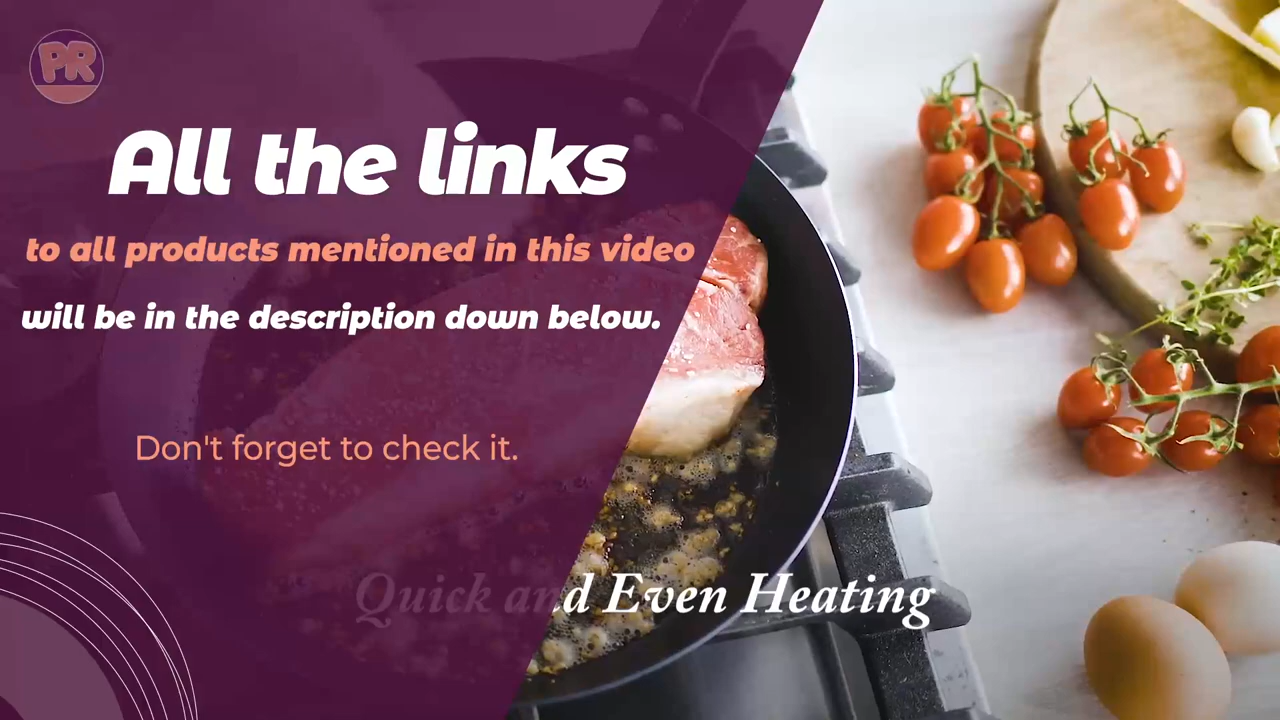 PR
All the links
to all products mentioned in this video
will be in the description down below.
Don't forget to check it.
Quick and Even Heating